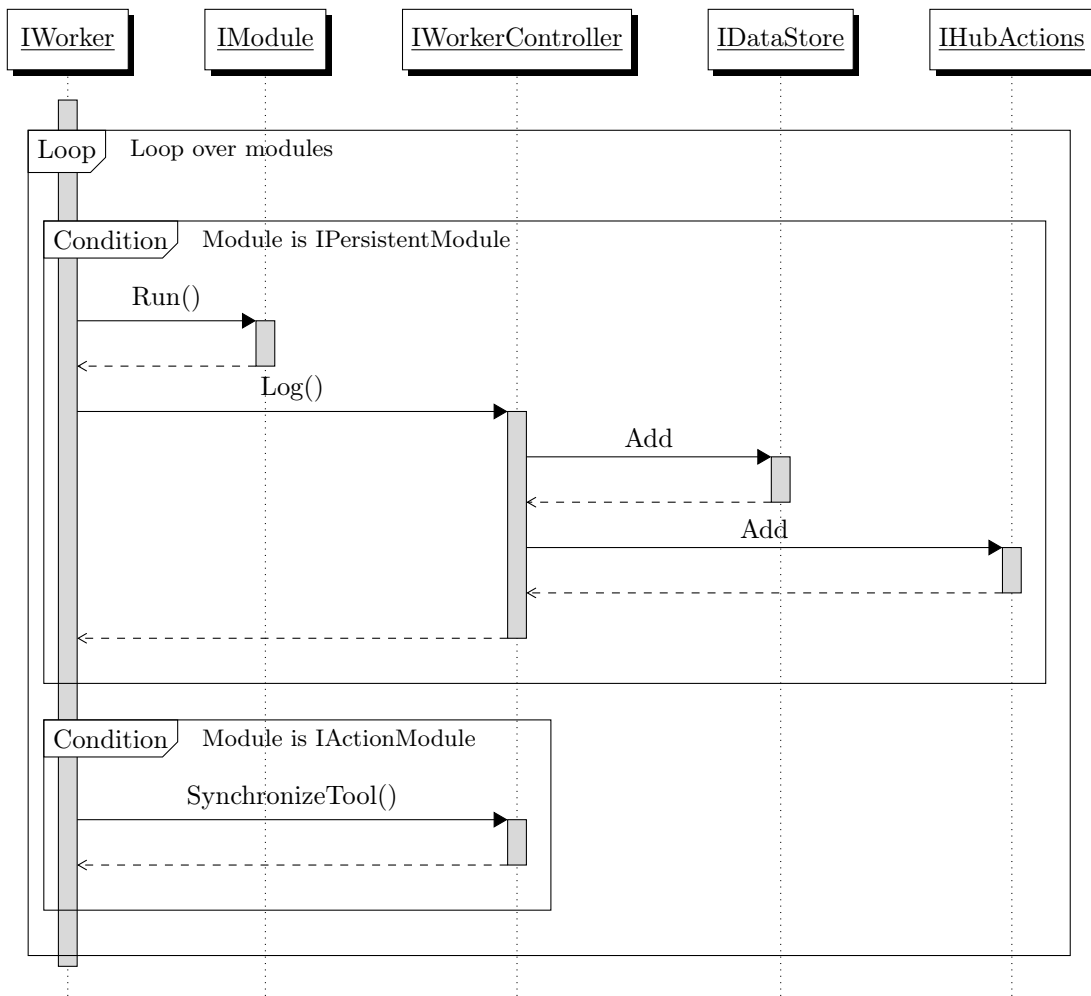 IWorker
IModule
IWorkerController
IDataStore
IHubActions
Loop
Loop over modules
Condition
Module is IPersistentModule
Run()
Log()
Add
Add
Condition
Module is IActionModule
SynchronizeTool()